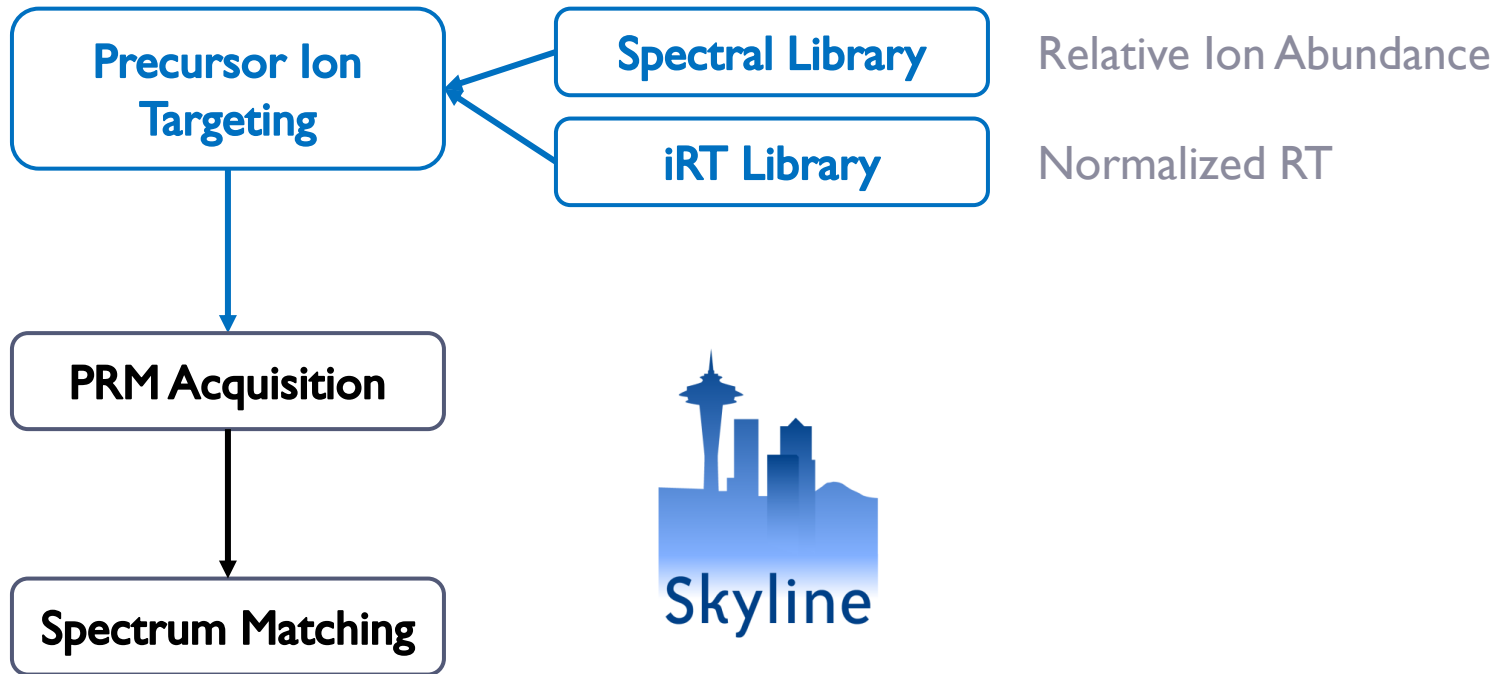 Precursor Ion
Targeting
Spectral Library
Relative Ion Abundance
iRT Library
Normalized RT
PRM Acquisition
Skyline
Spectrum Matching